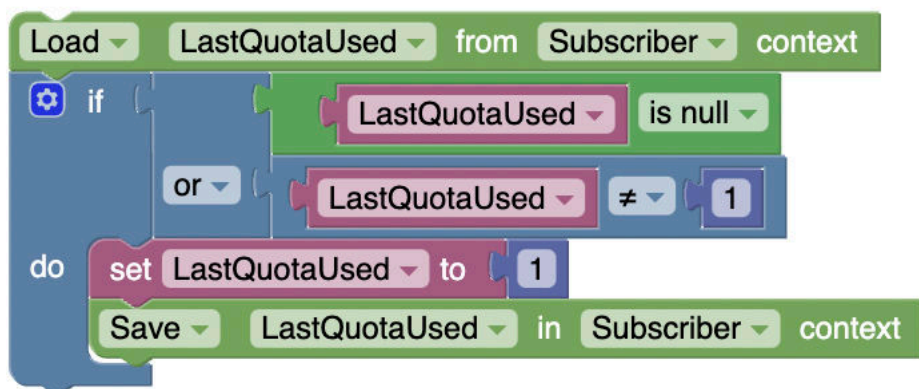 Load LastQuotaUsed from Subscriber context
if LastQuotaUsed is null
or LastQuotaUsed ≠ 1
do set LastQuotaUsed to 1
Save LastQuotaUsed in Subscriber context